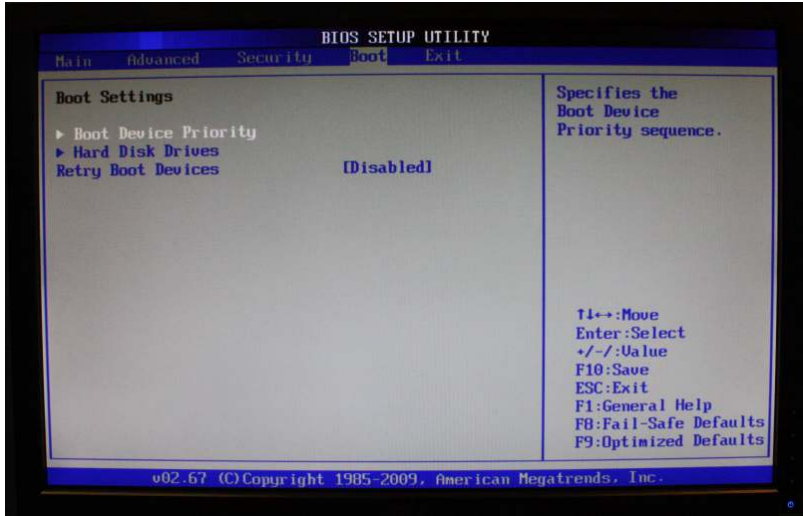 BIOS SETUP UTILITY
Main Advanced Security Boot Exit
Boot Settings
▶ Boot Device Priority
▶ Hard Disk Drives
Retry Boot Devices [Disabled]
Specifies the
Boot Device
Priority sequence.
↑↓↔→:Move
Enter:Select
+/-/:Value
F10:Save
ESC:Exit
F1:General Help
F8:Fail-Safe Defaults
F9:Optimized Defaults
v02.67 (C)Copyright 1985-2009, American Megatrends, Inc.